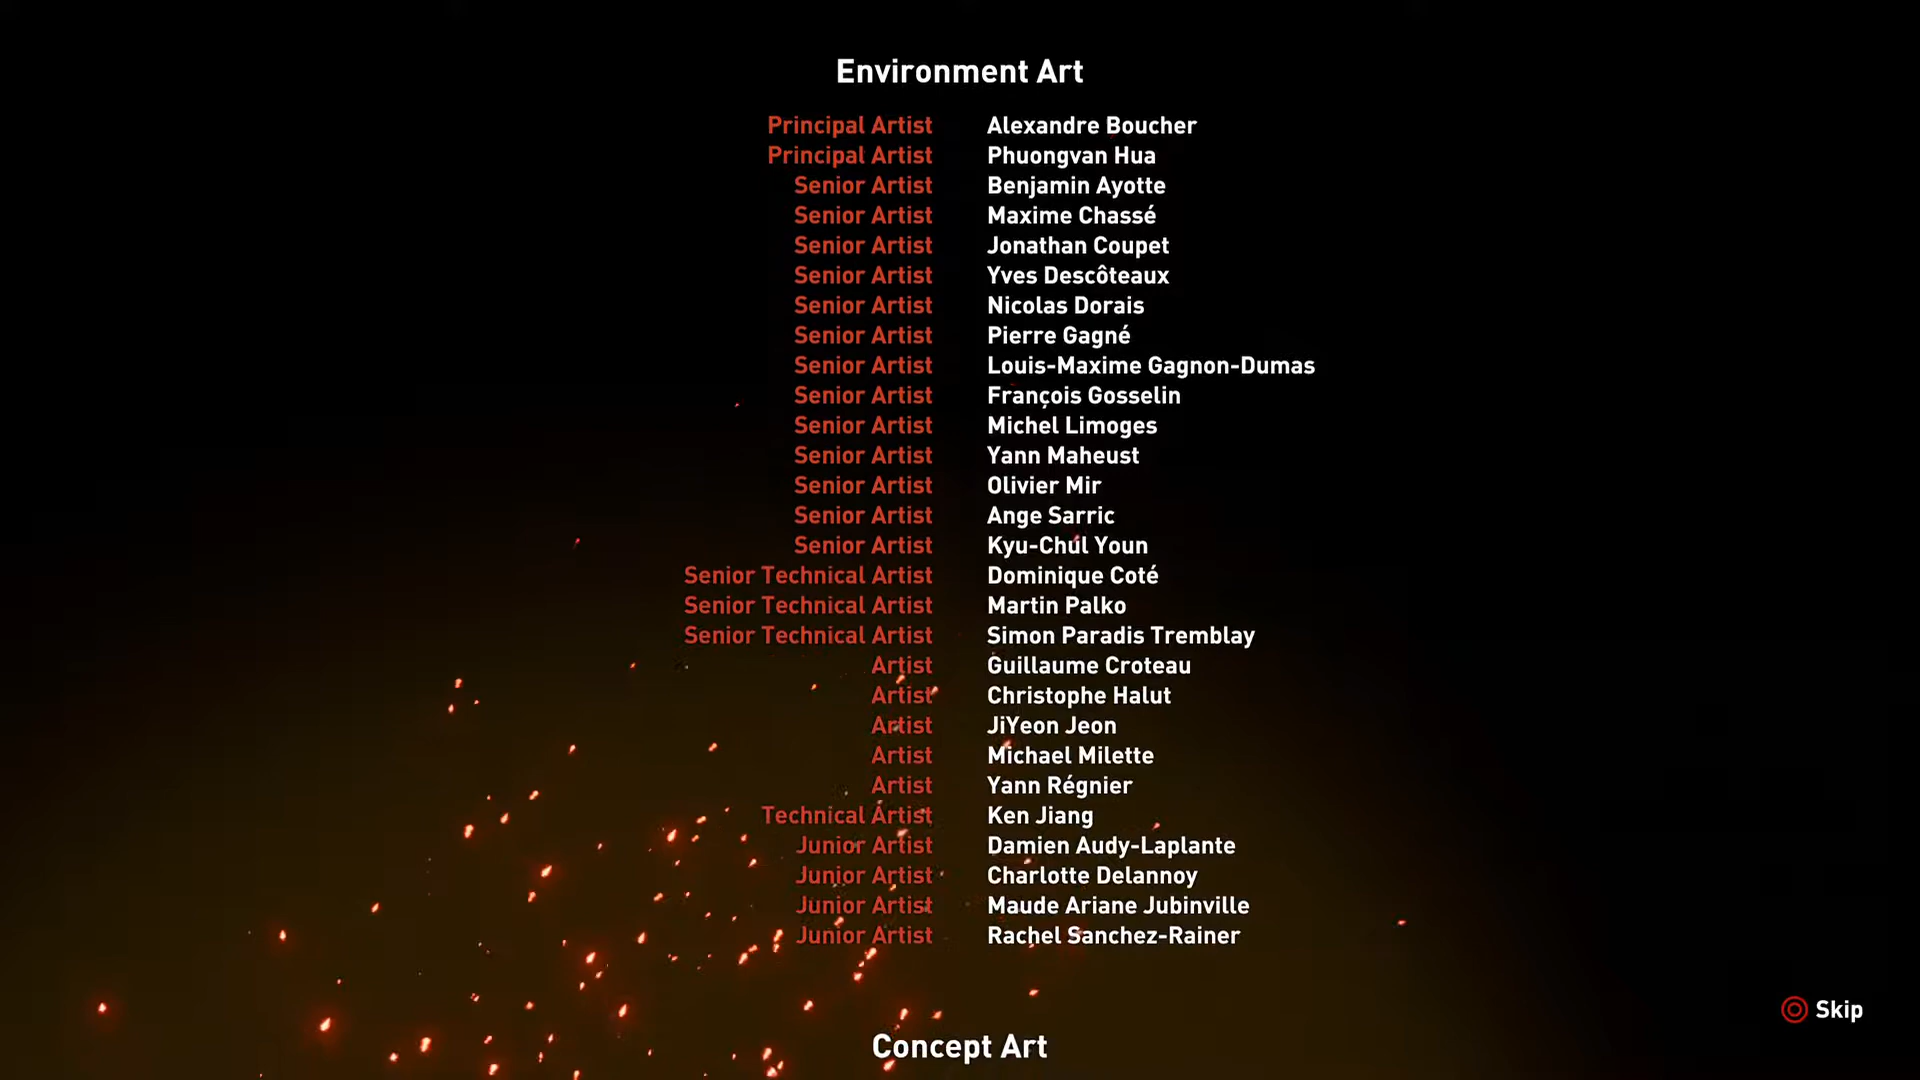 Environment Art
Principal Artist Alexandre Boucher
Principal Artist Phuongvan Hua
Senior Artist Benjamin Ayotte
Senior Artist Maxime Chassé
Senior Artist Jonathan Coupet
Senior Artist Yves Descôteaux
Senior Artist Nicolas Dorais
Senior Artist Pierre Gagné
Senior Artist Louis-Maxime Gagnon-Dumas
Senior Artist François Gosselin
Senior Artist Michel Limoges
Senior Artist Yann Maheust
Senior Artist Olivier Mir
Senior Artist Ange Sarric
Senior Artist Kyu-Chul Youn
Senior Technical Artist Dominique Coté
Senior Technical Artist Martin Palko
Senior Technical Artist Simon Paradis Tremblay
Artist Guillaume Croteau
Artist Christophe Halut
Artist JiYeon Jeon
Artist Michael Milette
Artist Yann Régnier
Technical Artist Ken Jiang
Junior Artist Damien Audy-Laplante
Junior Artist Charlotte Delannoy
Junior Artist Maude Ariane Jubinville
Junior Artist Rachel Sanchez-Rainer
Skip
Concept Art